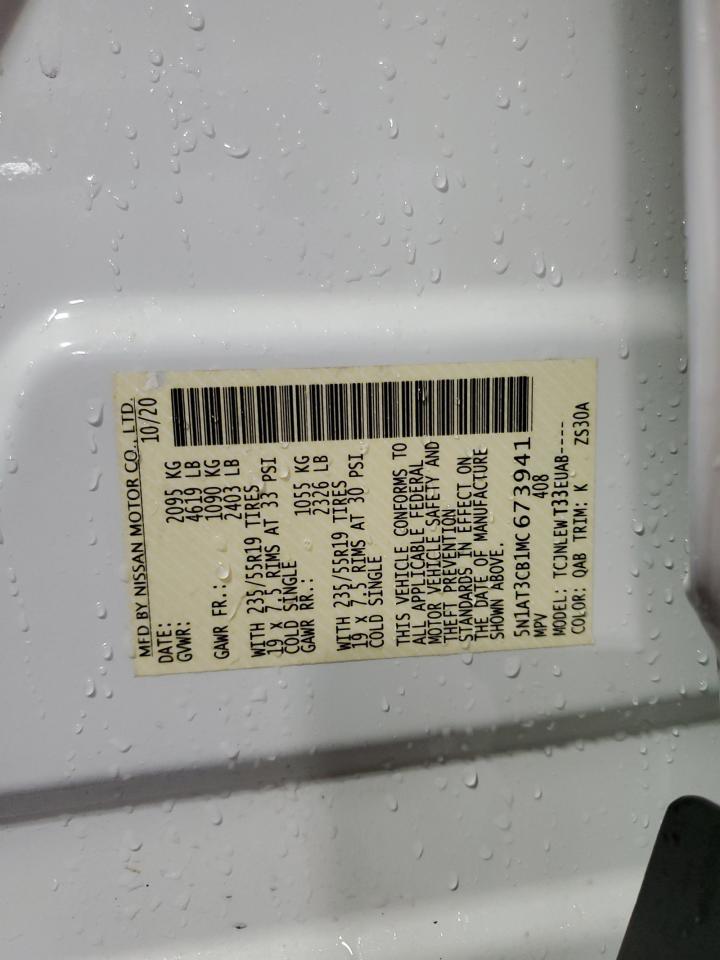 MFD BY NISSAN MOTOR CO., LTD.
DATE: 10/20
GVWR: 2095 KG
4619 LB
GAWR FR.: 1090 KG
2403 LB
WITH 235/55R19 TIRES
19 X 7.5 RIMS AT 33 PSI
COLD SINGLE
GAWR RR.: 1055 KG
2326 LB
WITH 235/55R19 TIRES
19 X 7.5 RIMS AT 30 PSI
COLD SINGLE
THIS VEHICLE CONFORMS TO
ALL APPLICABLE FEDERAL
MOTOR VEHICLE SAFETY AND
THEFT PREVENTION
STANDARDS IN EFFECT ON
THE DATE OF MANUFACTURE
SHOWN ABOVE.
5N1AT3CB1MC673941
MPV 408
MODEL: TCJNLEWT33EUAB----
COLOR: QAB TRIM: K ZS30A